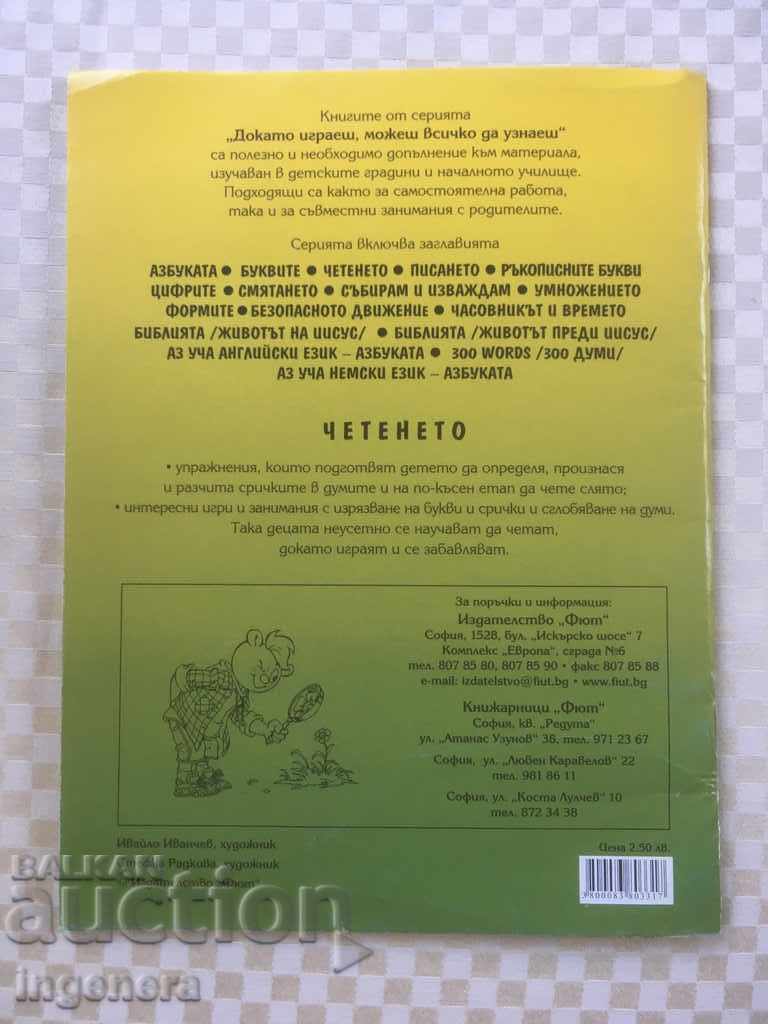 Книгите от серията
„Докато играеш, можеш всичко да узнаеш“
са полезно и необходимо допълнение към материала,
изучаван в детските градини и началното училище.
Подходящи са както за самостоятелна работа,
така и за съвместни занимания с родителите.
Серията включва заглавията
АЗБУКАТА • БУКВИТЕ • ЧЕТЕНЕТО • ПИСАНЕТО • РЪКОПИСНИТЕ БУКВИ
ЦИФРИТЕ • СМЯТАНЕТО • СЪБИРАМ И ИЗВАЖДАМ • УМНОЖЕНИЕТО
ФОРМИТЕ • БЕЗОПАСНОТО ДВИЖЕНИЕ • ЧАСОВНИКЪТ И ВРЕМЕТО
БИБЛИЯТА /ЖИВОТЪТ НА ИИСУС/ • БИБЛИЯТА /ЖИВОТЪТ ПРЕДИ ИИСУС/
АЗ УЧА АНГЛИЙСКИ ЕЗИК – АЗБУКАТА • 300 WORDS /300 ДУМИ/
АЗ УЧА НЕМСКИ ЕЗИК – АЗБУКАТА
ЧЕТЕНЕТО
• упражнения, които подготвят детето да определя, произнася
и разчита сричките в думите и на по-късен етап да чете слято;
• интересни игри и занимания с изрязване на букви и срички и сглобяване на думи.
Така децата неусетно се научават да четат,
докато играят и се забавляват.
За поръчки и информация:
Издателство „Фют“
София, 1528, бул. „Искърско шосе“ 7
Комплекс „Европа“, сграда №6
тел. 807 85 80, 807 85 90 • факс 807 85 88
e-mail: izdatelstvo@fiut.bg • www.fiut.bg
Книжарници „Фют“
София, кв. „Редута“
ул. „Атанас Узунов“ 38, тел. 971 23 67
София, ул. „Любен Каравелов“ 22
тел. 981 86 11
София, ул. „Коста Лулчев“ 10
тел. 872 34 38
Ивайло Иванчев, художник
Радкова, художник
„Издателство Фют“
Цена 2.50 лв.
3800083803317
BALKAN
auction
ingenera